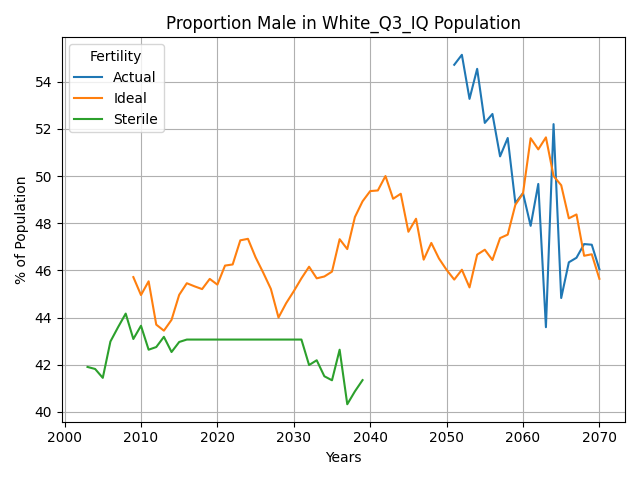 Proportion Male in White_Q3_IQ Population
Fertility
Actual
Ideal
Sterile
% of Population
54
52
50
48
46
44
42
40
2000
2010
2020
2030
2040
2050
2060
2070
Years